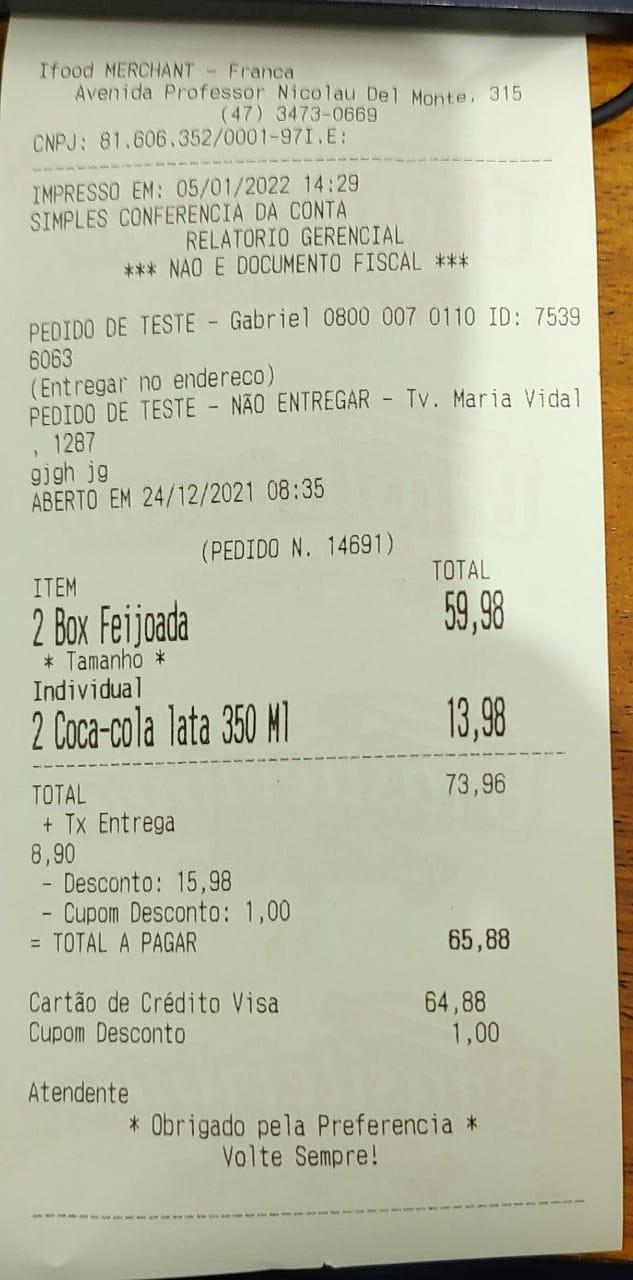 Ifood MERCHANT - Franca
Avenida Professor Nicolau Del Monte, 315
(47) 3473-0669
CNPJ: 81.606.352/0001-97I.E:
IMPRESSO EM: 05/01/2022 14:29
SIMPLES CONFERENCIA DA CONTA
RELATORIO GERENCIAL
*** NAO E DOCUMENTO FISCAL ***
PEDIDO DE TESTE - Gabriel 0800 007 0110 ID: 7539
6063
(Entregar no endereco)
PEDIDO DE TESTE - NÃO ENTREGAR - Tv. Maria Vidal
, 1287
gjgh jg
ABERTO EM 24/12/2021 08:35
(PEDIDO N. 14691)
ITEM TOTAL
2 Box Feijoada 59,98
* Tamanho *
Individual
2 Coca-cola lata 350 Ml 13,98
TOTAL 73,96
+ Tx Entrega
8,90
- Desconto: 15,98
- Cupom Desconto: 1,00
= TOTAL A PAGAR 65,88
Cartão de Crédito Visa 64,88
Cupom Desconto 1,00
Atendente
* Obrigado pela Preferencia *
Volte Sempre!